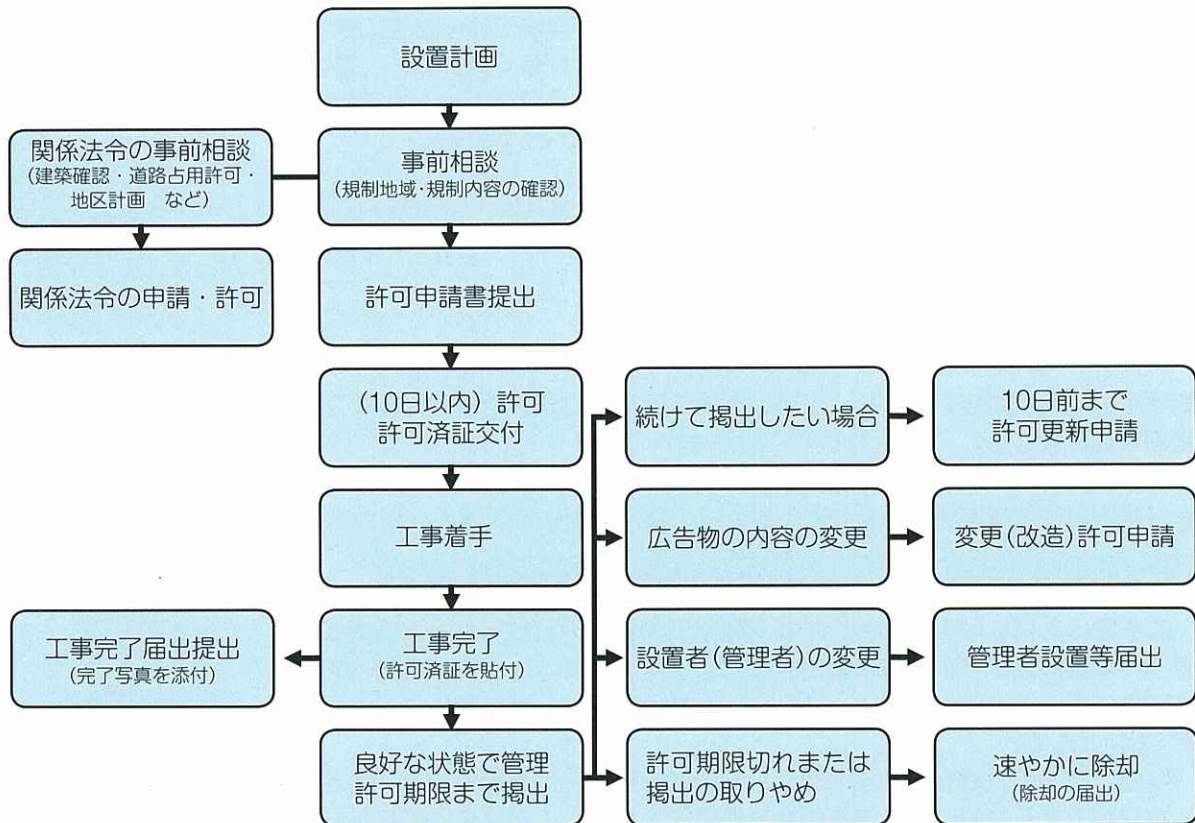 設置計画
関係法令の事前相談
(建築確認・道路占用許可・
地区計画　など)
事前相談
(規制地域・規制内容の確認)
関係法令の申請・許可
許可申請書提出
(10日以内) 許可
許可済証交付
続けて掲出したい場合
10日前まで
許可更新申請
工事着手
広告物の内容の変更
変更(改造)許可申請
工事完了届出提出
(完了写真を添付)
工事完了
(許可済証を貼付)
設置者(管理者)の変更
管理者設置等届出
良好な状態で管理
許可期限まで掲出
許可期限切れまたは
掲出の取りやめ
速やかに除却
(除却の届出)